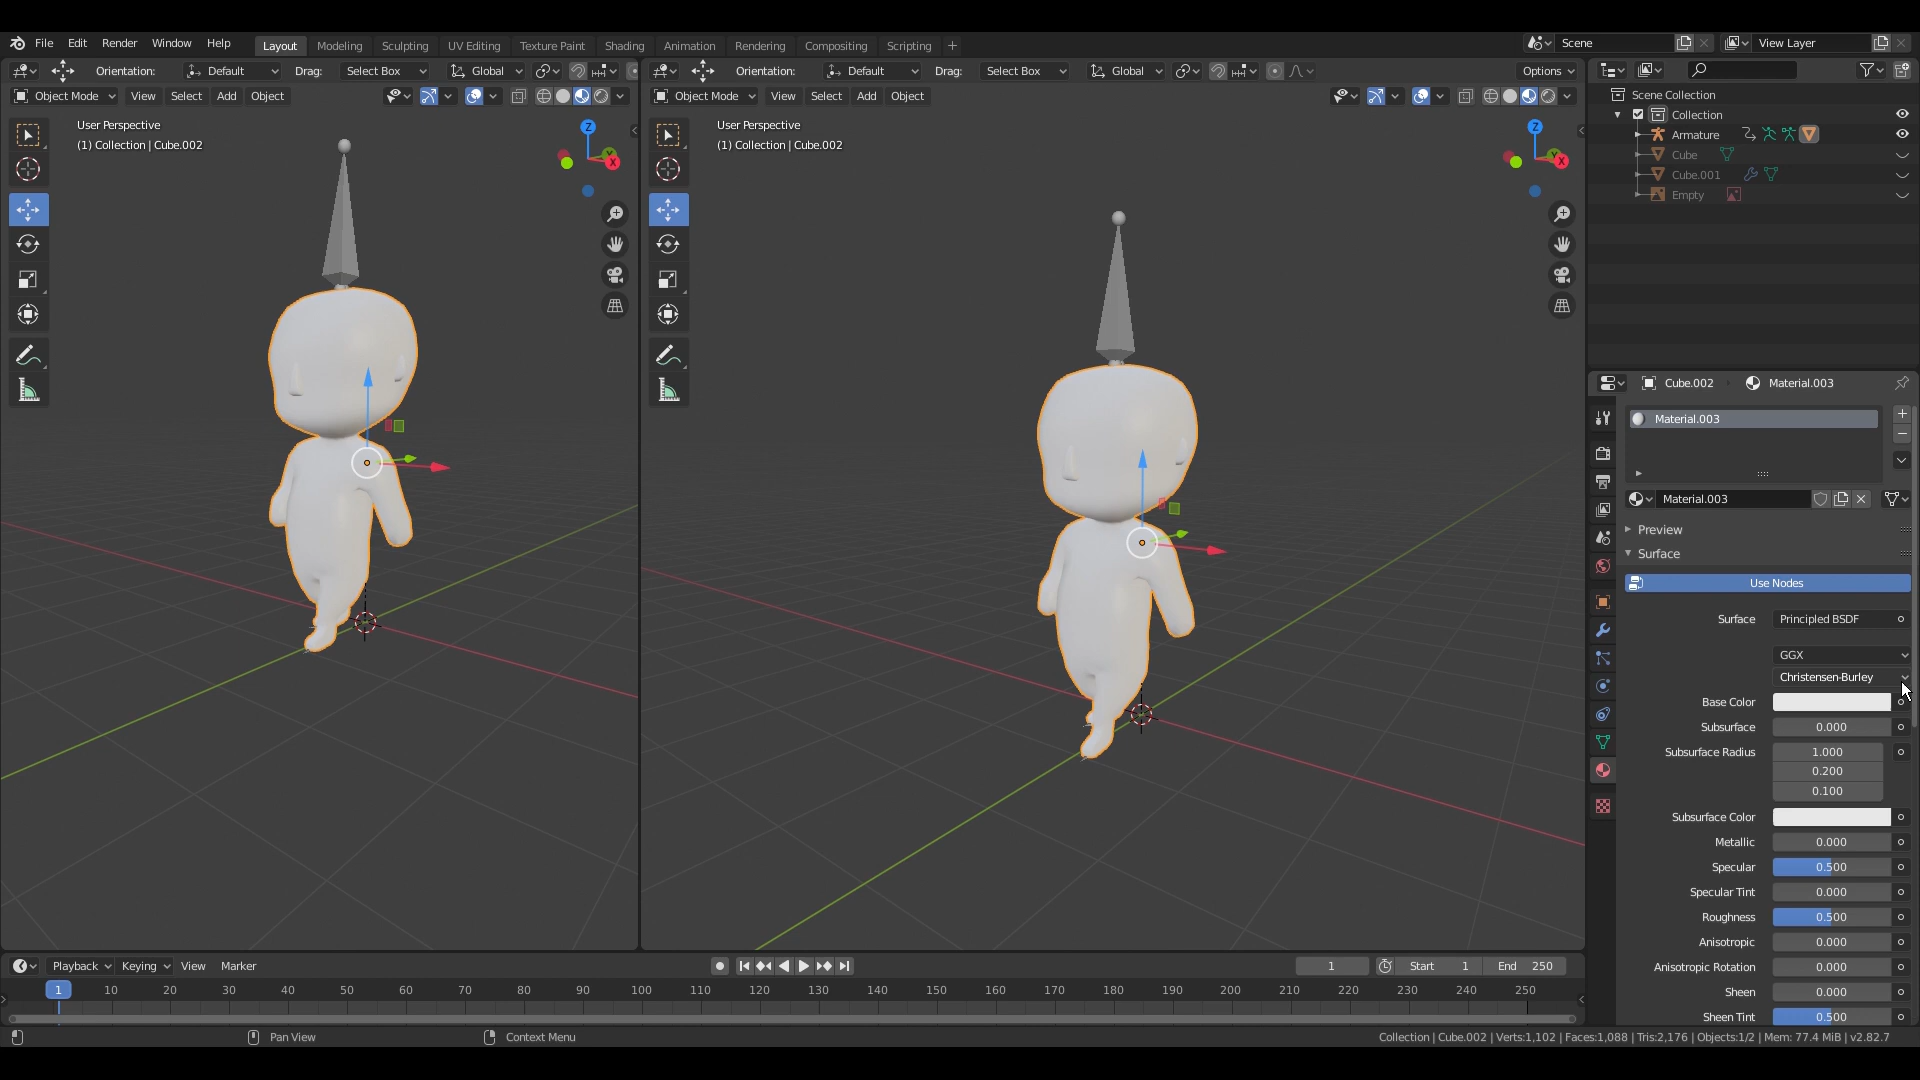 File Edit Render Window Help Layout Modeling Sculpting UV Editing Texture Paint Shading Animation Rendering Compositing Scripting + Scene View Layer
Orientation: Default Drag: Select Box Global
Orientation: Default Drag: Select Box Global Options
Object Mode View Select Add Object
Object Mode View Select Add Object
User Perspective
(1) Collection | Cube.002
Z
X
User Perspective
(1) Collection | Cube.002
Z
X
Scene Collection
Collection
Armature
Cube
Cube.001
Empty
Cube.002 Material.003
Material.003
Material.003
Preview
Surface
Use Nodes
Surface Principled BSDF
GGX
Christensen-Burley
Base Color
Subsurface 0.000
Subsurface Radius 1.000
0.200
0.100
Subsurface Color
Metallic 0.000
Specular 0.500
Specular Tint 0.000
Roughness 0.500
Anisotropic 0.000
Anisotropic Rotation 0.000
Sheen 0.000
Sheen Tint 0.500
Playback Keying View Marker 1 Start 1 End 250
1 10 20 30 40 50 60 70 80 90 100 110 120 130 140 150 160 170 180 190 200 210 220 230 240 250
Pan View Context Menu Collection | Cube.002 | Verts:1,102 | Faces:1,088 | Tris:2,176 | Objects:1/2 | Mem: 77.4 MiB | v2.82.7